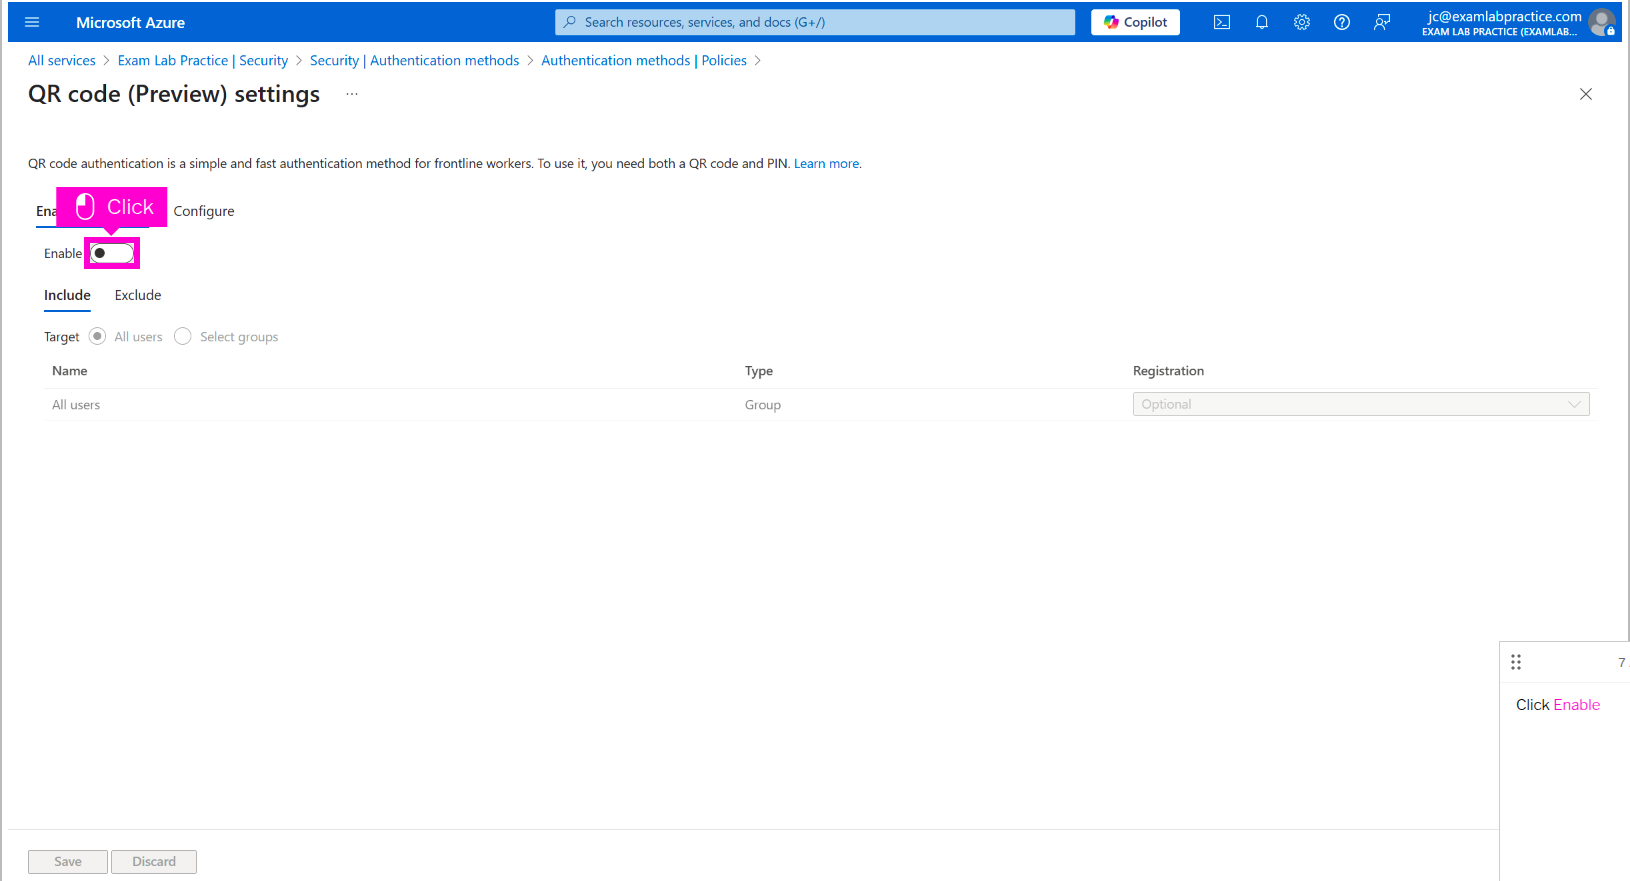 Microsoft Azure
Search resources, services, and docs (G+/)
Copilot
jc@examlabpractice.com
EXAM LAB PRACTICE (EXAMLAB...
All services > Exam Lab Practice | Security > Security | Authentication methods > Authentication methods | Policies >
QR code (Preview) settings ...
QR code authentication is a simple and fast authentication method for frontline workers. To use it, you need both a QR code and PIN. Learn more.
Click
Configure
Enable
Include Exclude
Target All users Select groups
Name Type Registration
All users Group Optional
7
Click Enable
Save Discard